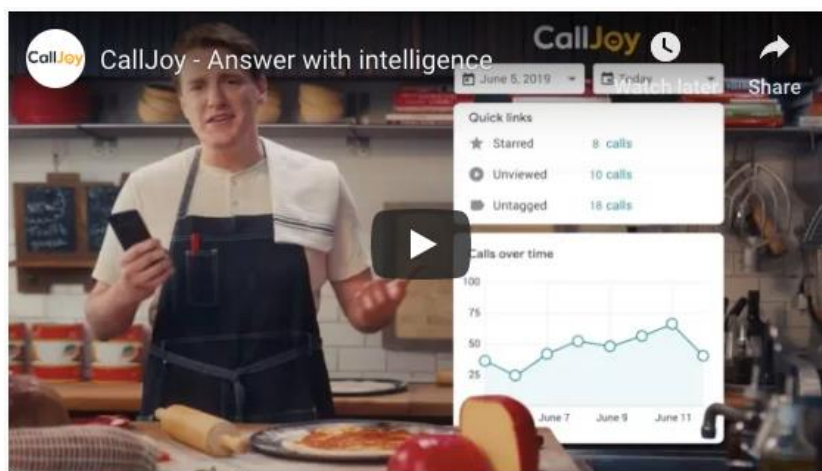 CallJoy
CallJoy - Answer with intelligence
CallJoy
June 5, 2019
Today
Watch later
Share
Quick links
Starred 8 calls
Unviewed 10 calls
Untagged 18 calls
Calls over time
100
75
50
25
June 7 June 9 June 11